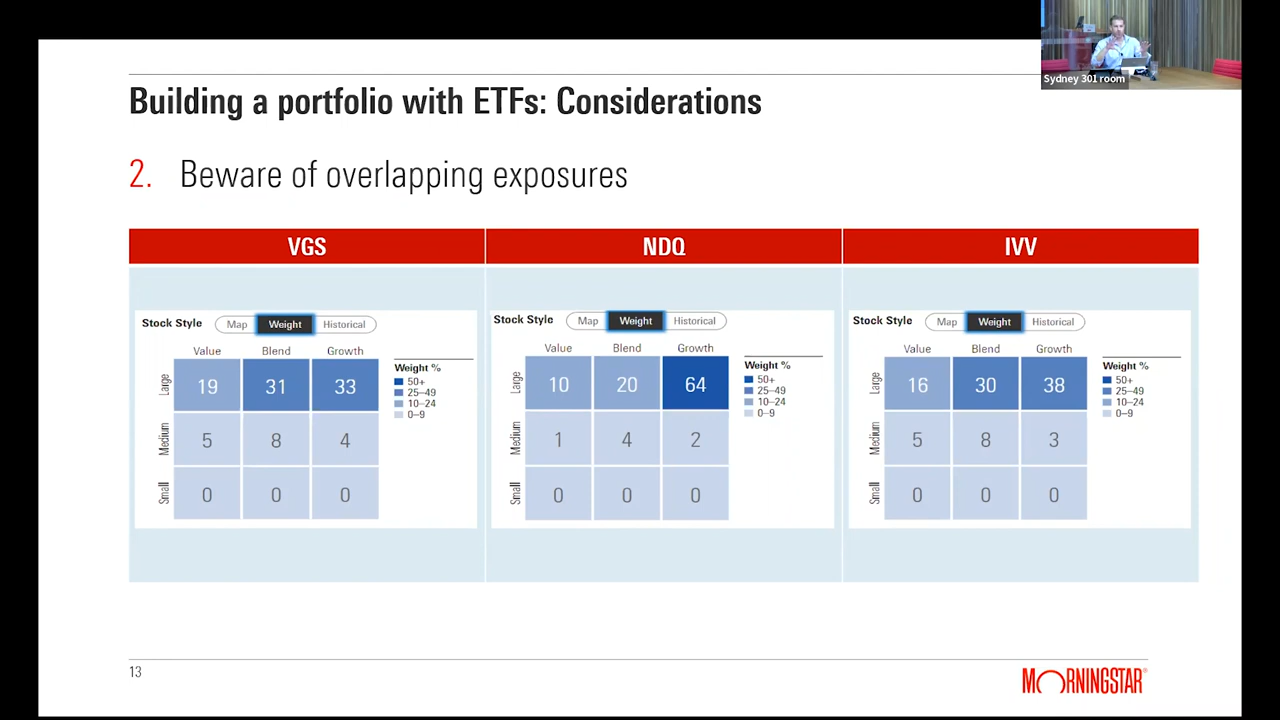 Sydney 301 room
Building a portfolio with ETFs: Considerations
2. Beware of overlapping exposures
VGS NDQ IVV
Stock Style Map Weight Historical
Value Blend Growth
Large 19 31 33
Medium 5 8 4
Small 0 0 0
Weight %
50+
25–49
10–24
0–9
Stock Style Map Weight Historical
Value Blend Growth
Large 10 20 64
Medium 1 4 2
Small 0 0 0
Weight %
50+
25–49
10–24
0–9
Stock Style Map Weight Historical
Value Blend Growth
Large 16 30 38
Medium 5 8 3
Small 0 0 0
Weight %
50+
25–49
10–24
0–9
13
MORNINGSTAR®